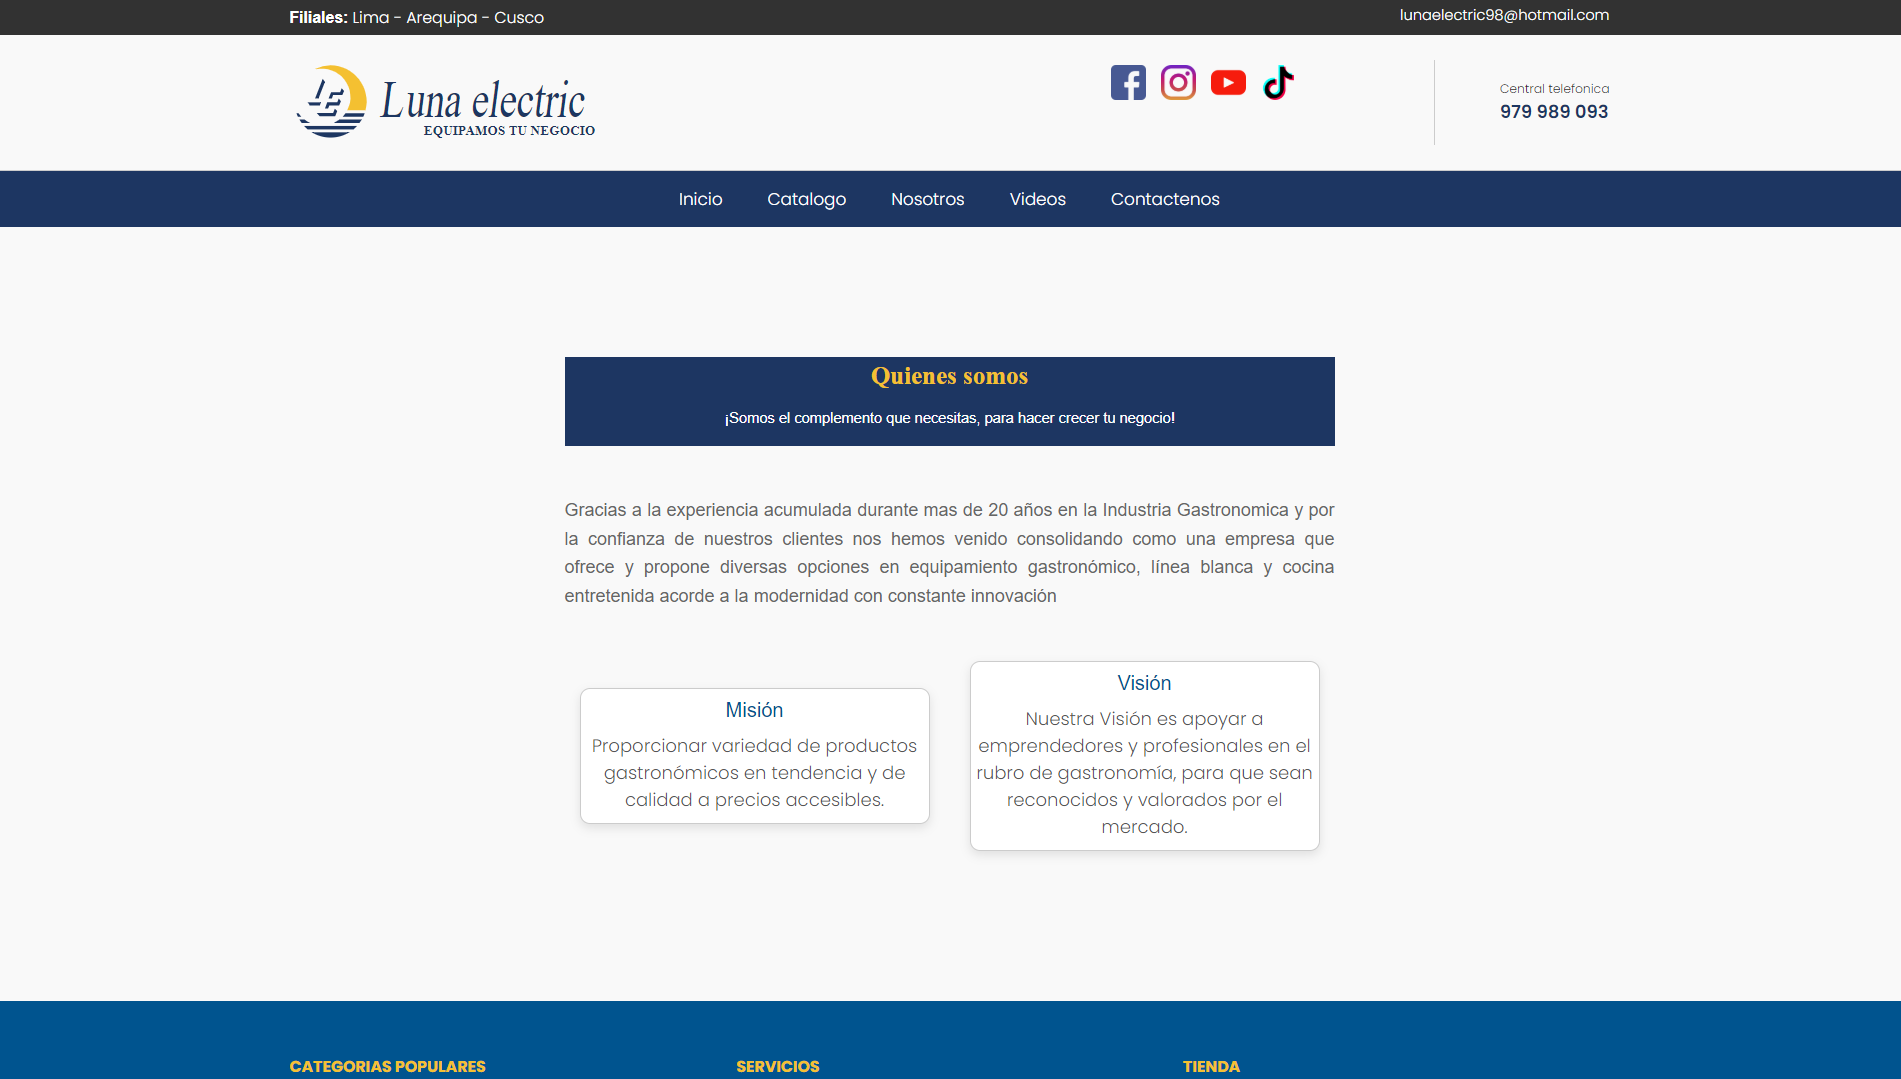 Filiales: Lima - Arequipa - Cusco
lunaelectric98@hotmail.com
LE
Luna electric
EQUIPAMOS TU NEGOCIO
Central telefonica
979 989 093
Inicio Catalogo Nosotros Videos Contactenos
Quienes somos
¡Somos el complemento que necesitas, para hacer crecer tu negocio!
Gracias a la experiencia acumulada durante mas de 20 años en la Industria Gastronomica y por
la confianza de nuestros clientes nos hemos venido consolidando como una empresa que
ofrece y propone diversas opciones en equipamiento gastronómico, línea blanca y cocina
entretenida acorde a la modernidad con constante innovación
Misión
Proporcionar variedad de productos
gastronómicos en tendencia y de
calidad a precios accesibles.
Visión
Nuestra Visión es apoyar a
emprendedores y profesionales en el
rubro de gastronomía, para que sean
reconocidos y valorados por el
mercado.
CATEGORIAS POPULARES
SERVICIOS
TIENDA